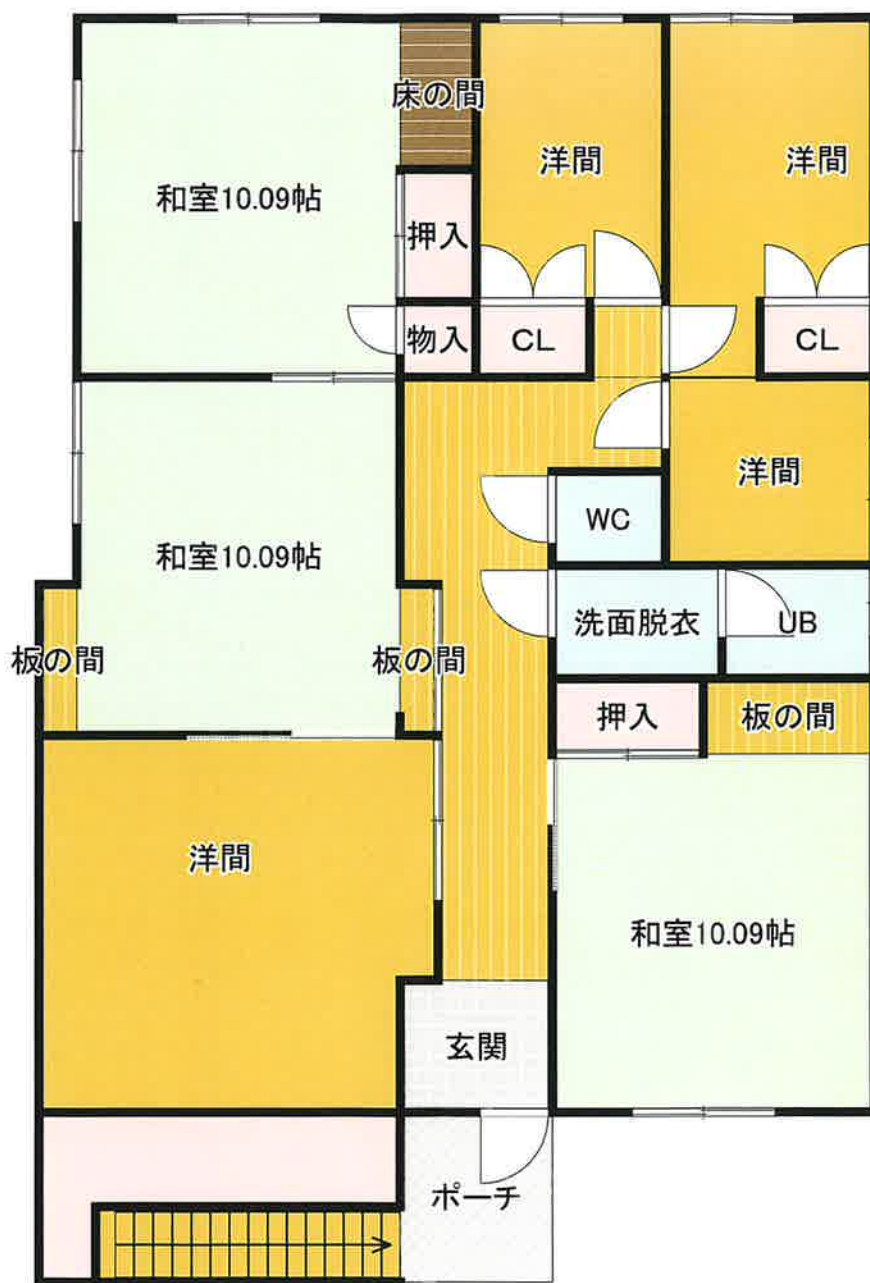 床の間
洋間
洋間
和室10.09帖
押入
物入
CL
CL
洋間
WC
和室10.09帖
洗面脱衣
UB
板の間
板の間
押入
板の間
洋間
和室10.09帖
玄関
ポーチ